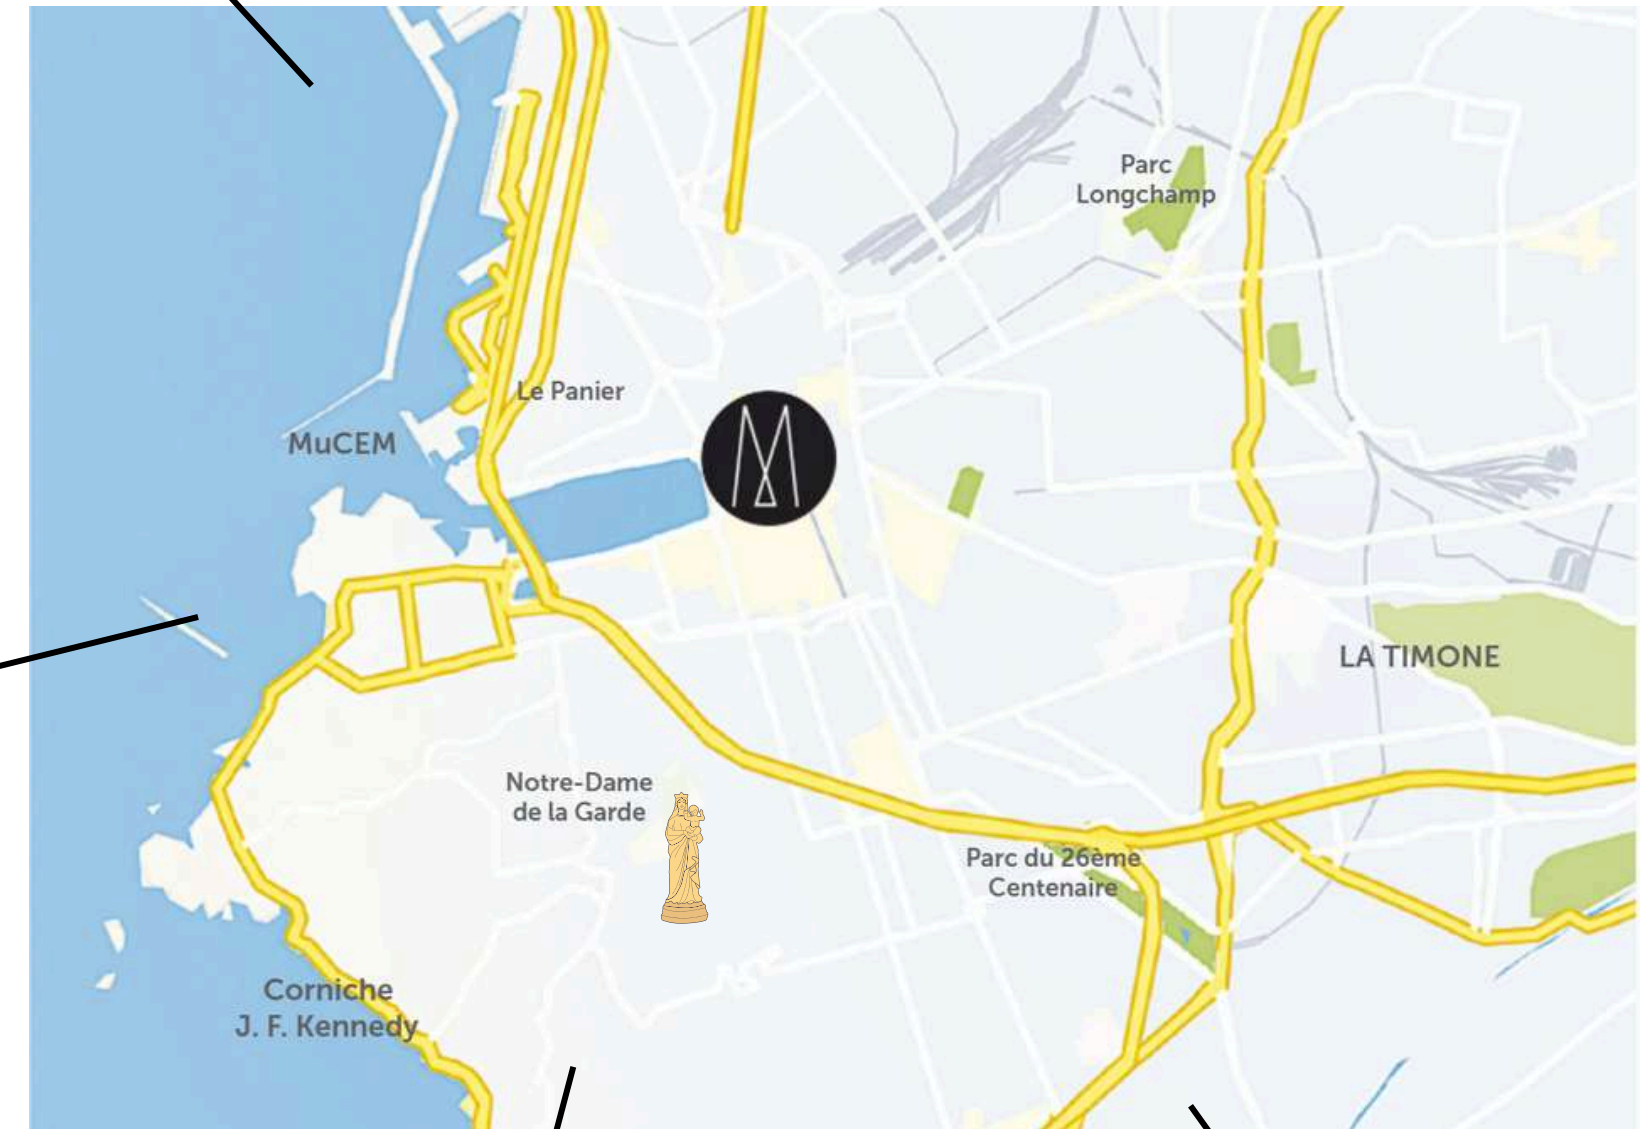 Parc
Longchamp
Le Panier
MuCEM
LA TIMONE
Notre-Dame
de la Garde
Parc du 26ème
Centenaire
Corniche
J. F. Kennedy